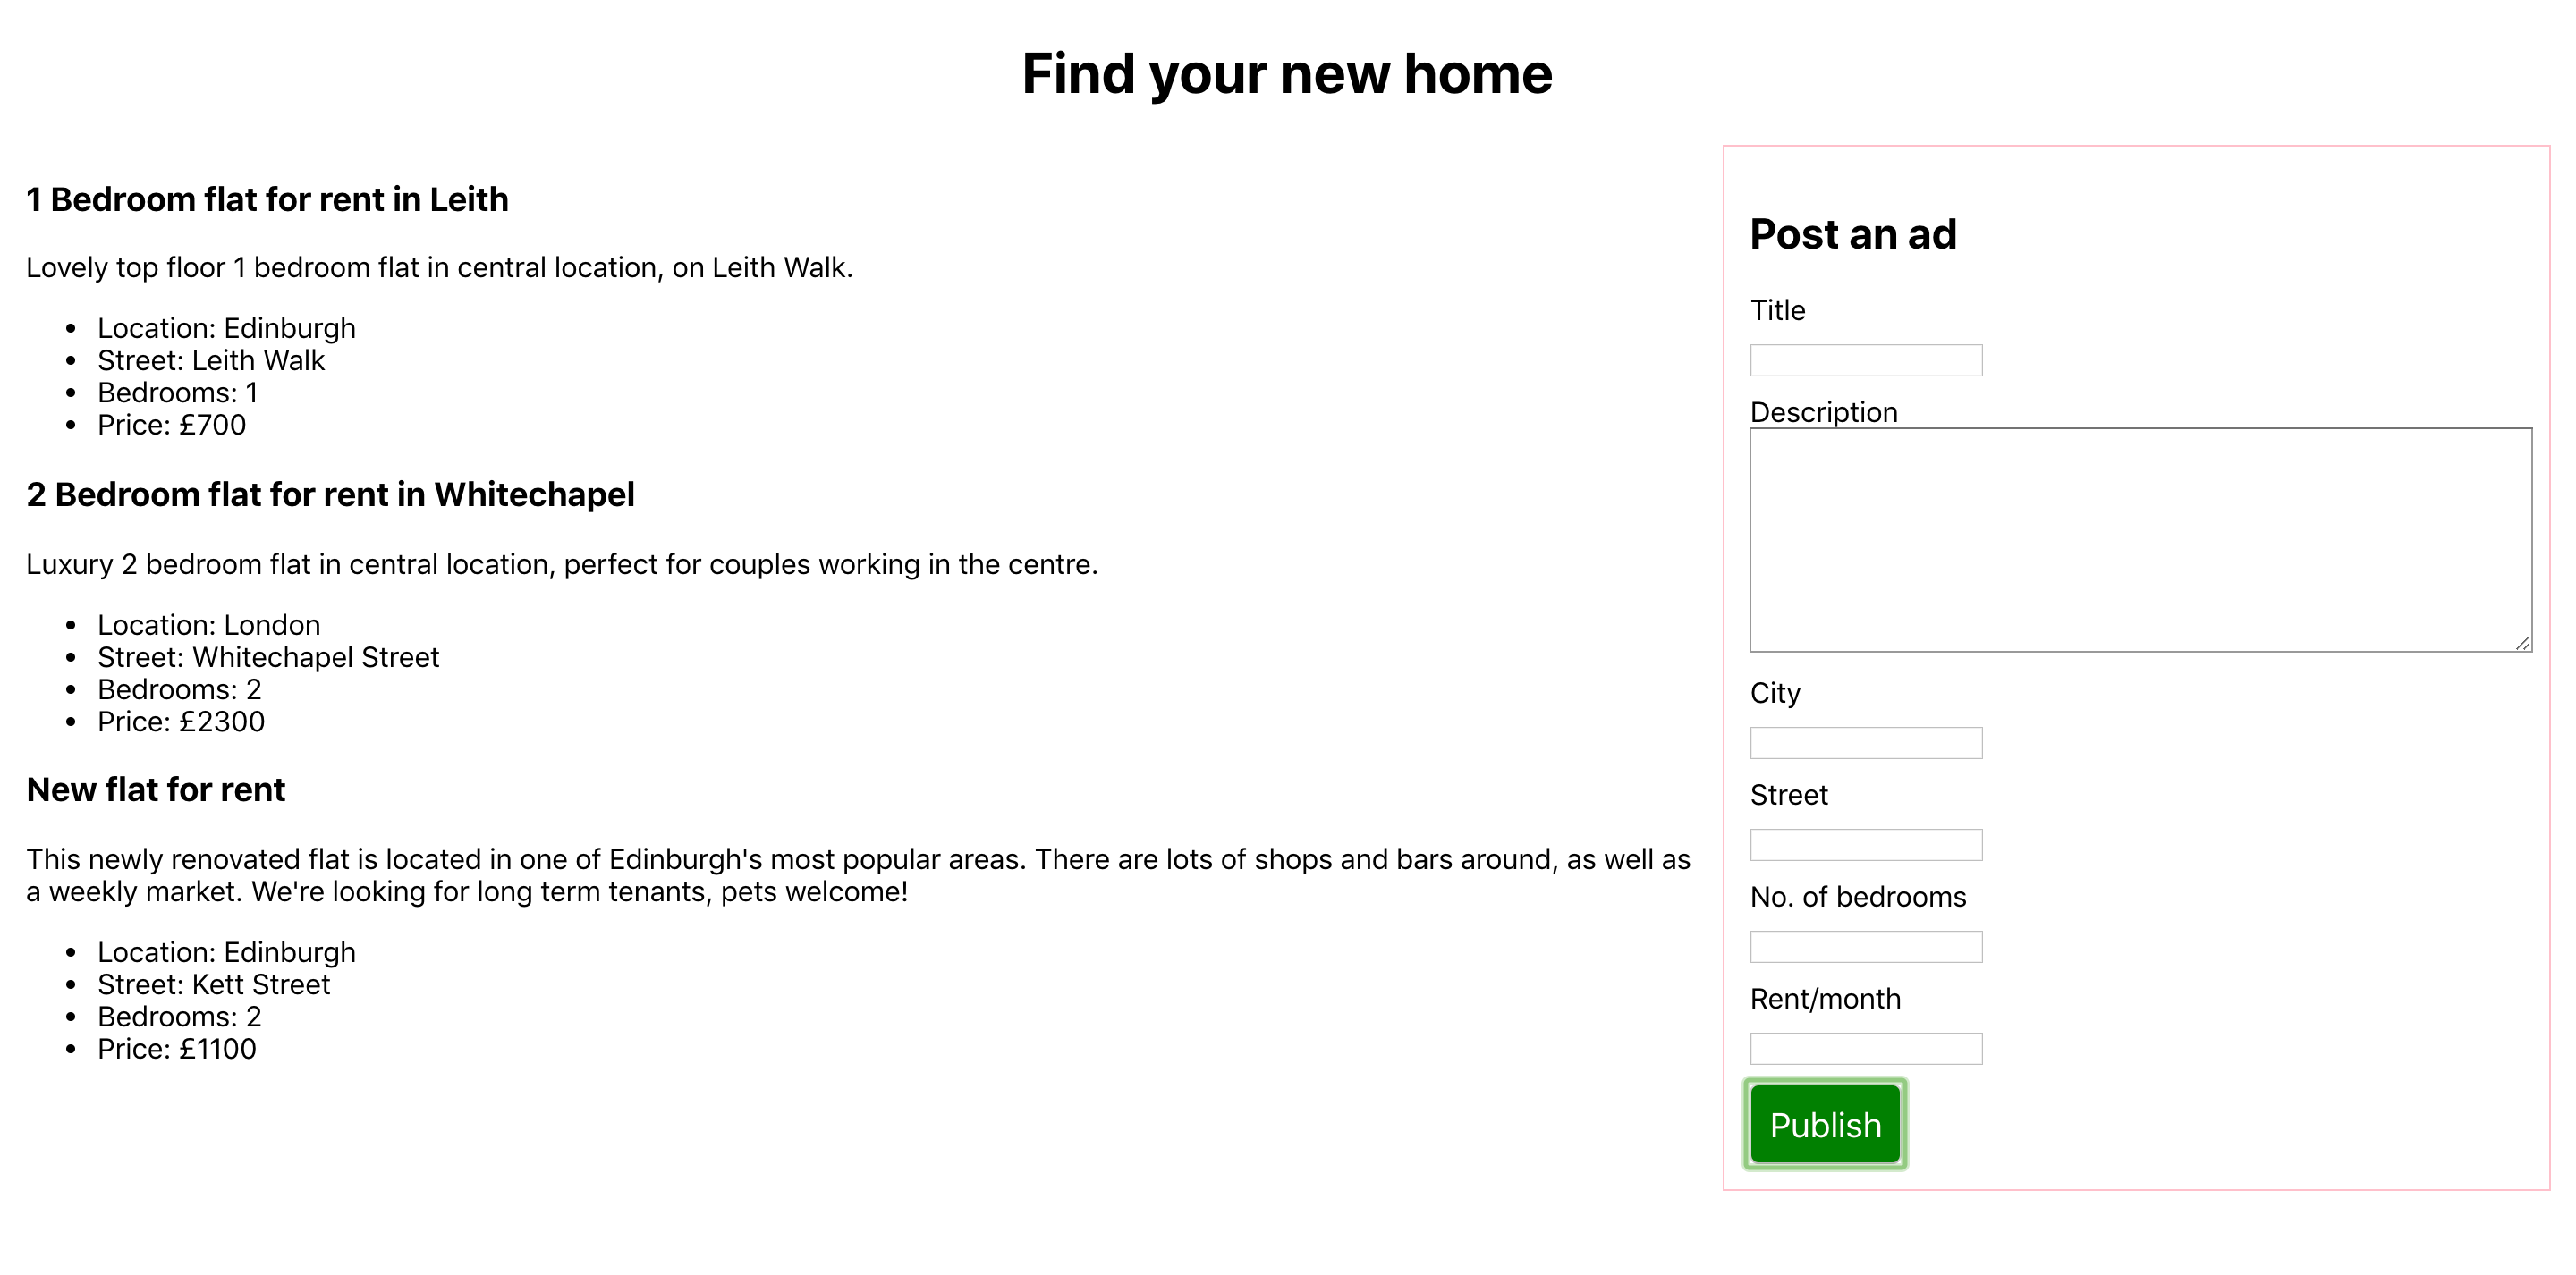 Find your new home
1 Bedroom flat for rent in Leith
Lovely top floor 1 bedroom flat in central location, on Leith Walk.
• Location: Edinburgh
• Street: Leith Walk
• Bedrooms: 1
• Price: £700
2 Bedroom flat for rent in Whitechapel
Luxury 2 bedroom flat in central location, perfect for couples working in the centre.
• Location: London
• Street: Whitechapel Street
• Bedrooms: 2
• Price: £2300
New flat for rent
This newly renovated flat is located in one of Edinburgh's most popular areas. There are lots of shops and bars around, as well as
a weekly market. We're looking for long term tenants, pets welcome!
• Location: Edinburgh
• Street: Kett Street
• Bedrooms: 2
• Price: £1100
Post an ad
Title
Description
City
Street
No. of bedrooms
Rent/month
Publish